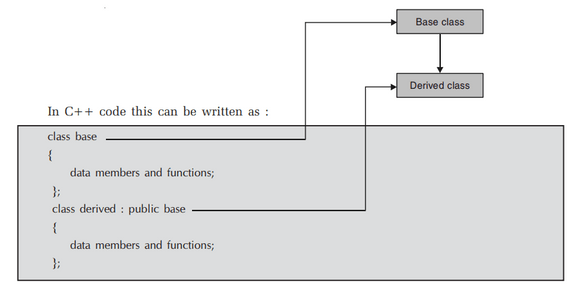 Base class
Derived class
In C++ code this can be written as :
class base
{
data members and functions;
};
class derived : public base
{
data members and functions;
};